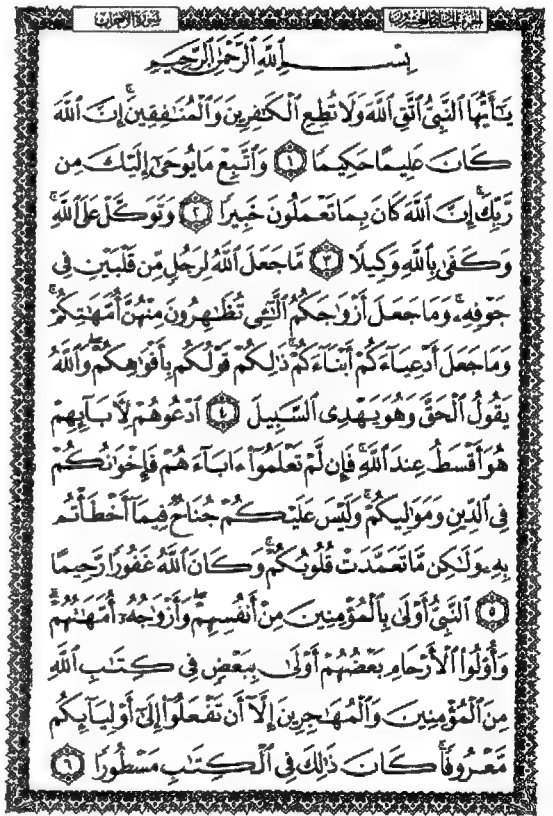 سورة الأحزاب الجزء الحادي والعشرون
بِسْمِ ٱللَّهِ ٱلرَّحْمَٰنِ ٱلرَّحِيمِ
يَٰٓأَيُّهَا ٱلنَّبِىُّ ٱتَّقِ ٱللَّهَ وَلَا تُطِعِ ٱلْكَٰفِرِينَ وَٱلْمُنَٰفِقِينَ ۗ إِنَّ ٱللَّهَ
كَانَ عَلِيمًا حَكِيمًا ١ وَٱتَّبِعْ مَا يُوحَىٰٓ إِلَيْكَ مِن
رَّبِّكَ ۚ إِنَّ ٱللَّهَ كَانَ بِمَا تَعْمَلُونَ خَبِيرًا ٢ وَتَوَكَّلْ عَلَى ٱللَّهِ ۚ
وَكَفَىٰ بِٱللَّهِ وَكِيلًا ٣ مَّا جَعَلَ ٱللَّهُ لِرَجُلٍ مِّن قَلْبَيْنِ فِى
جَوْفِهِۦ ۚ وَمَا جَعَلَ أَزْوَٰجَكُمُ ٱلَّٰٓـِٔى تُظَٰهِرُونَ مِنْهُنَّ أُمَّهَٰتِكُمْ ۚ
وَمَا جَعَلَ أَدْعِيَآءَكُمْ أَبْنَآءَكُمْ ۚ ذَٰلِكُمْ قَوْلُكُم بِأَفْوَٰهِكُمْ ۖ وَٱللَّهُ
يَقُولُ ٱلْحَقَّ وَهُوَ يَهْدِى ٱلسَّبِيلَ ٤ ٱدْعُوهُمْ لِـَٔابَآئِهِمْ
هُوَ أَقْسَطُ عِندَ ٱللَّهِ ۚ فَإِن لَّمْ تَعْلَمُوٓا۟ ءَابَآءَهُمْ فَإِخْوَٰنُكُمْ
فِى ٱلدِّينِ وَمَوَٰلِيكُمْ ۚ وَلَيْسَ عَلَيْكُمْ جُنَاحٌ فِيمَآ أَخْطَأْتُم
بِهِۦ وَلَٰكِن مَّا تَعَمَّدَتْ قُلُوبُكُمْ ۚ وَكَانَ ٱللَّهُ غَفُورًا رَّحِيمًا
٥ ٱلنَّبِىُّ أَوْلَىٰ بِٱلْمُؤْمِنِينَ مِنْ أَنفُسِهِمْ ۖ وَأَزْوَٰجُهُۥٓ أُمَّهَٰتُهُمْ ۗ
وَأُو۟لُوا۟ ٱلْأَرْحَامِ بَعْضُهُمْ أَوْلَىٰ بِبَعْضٍ فِى كِتَٰبِ ٱللَّهِ
مِنَ ٱلْمُؤْمِنِينَ وَٱلْمُهَٰجِرِينَ إِلَّآ أَن تَفْعَلُوٓا۟ إِلَىٰٓ أَوْلِيَآئِكُم
مَّعْرُوفًا ۚ كَانَ ذَٰلِكَ فِى ٱلْكِتَٰبِ مَسْطُورًا ٦